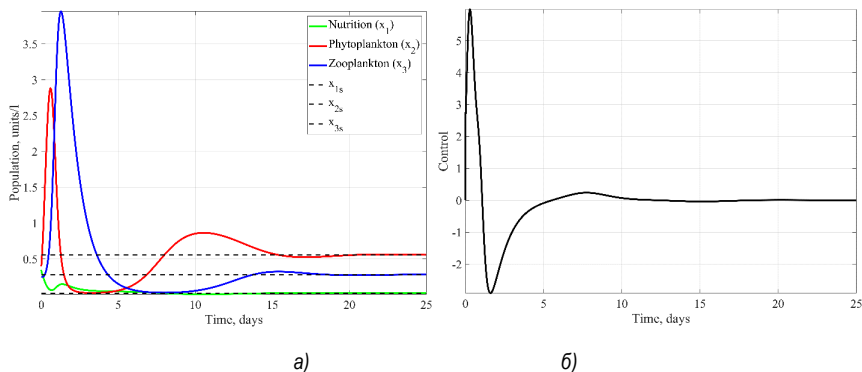 3.5
3
2.5
2
1.5
1
0.5
0 5 10 15 20 25
Population, units/l
Time, days
Nutrition (x1)
Phytoplankton (x2)
Zooplankton (x3)
x1s
x2s
x3s
а)
5
4
3
2
1
0
-1
-2
0 5 10 15 20 25
Control
Time, days
б)